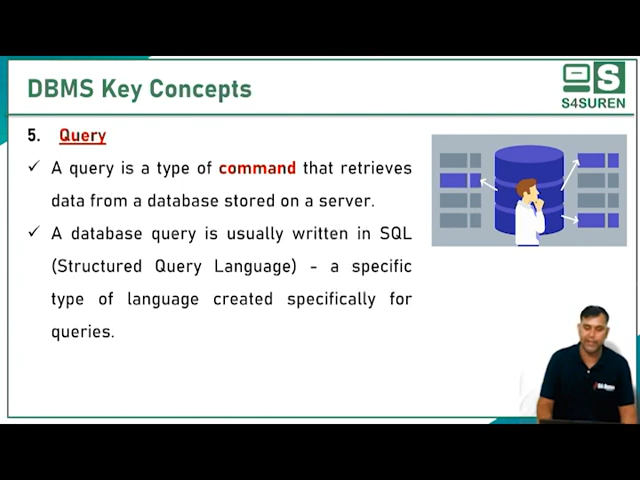 DBMS Key Concepts
S4SUREN
5. Query
✓ A query is a type of command that retrieves
data from a database stored on a server.
✓ A database query is usually written in SQL
(Structured Query Language) - a specific
type of language created specifically for
queries.